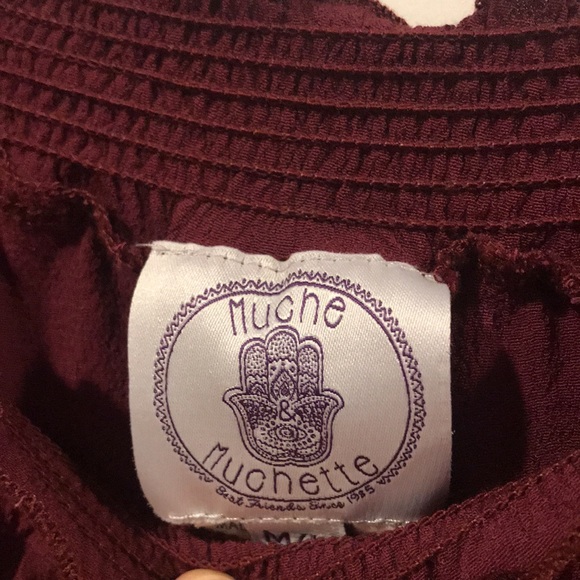 Muche
&
Muchette
Best Friends Since 1985
M/